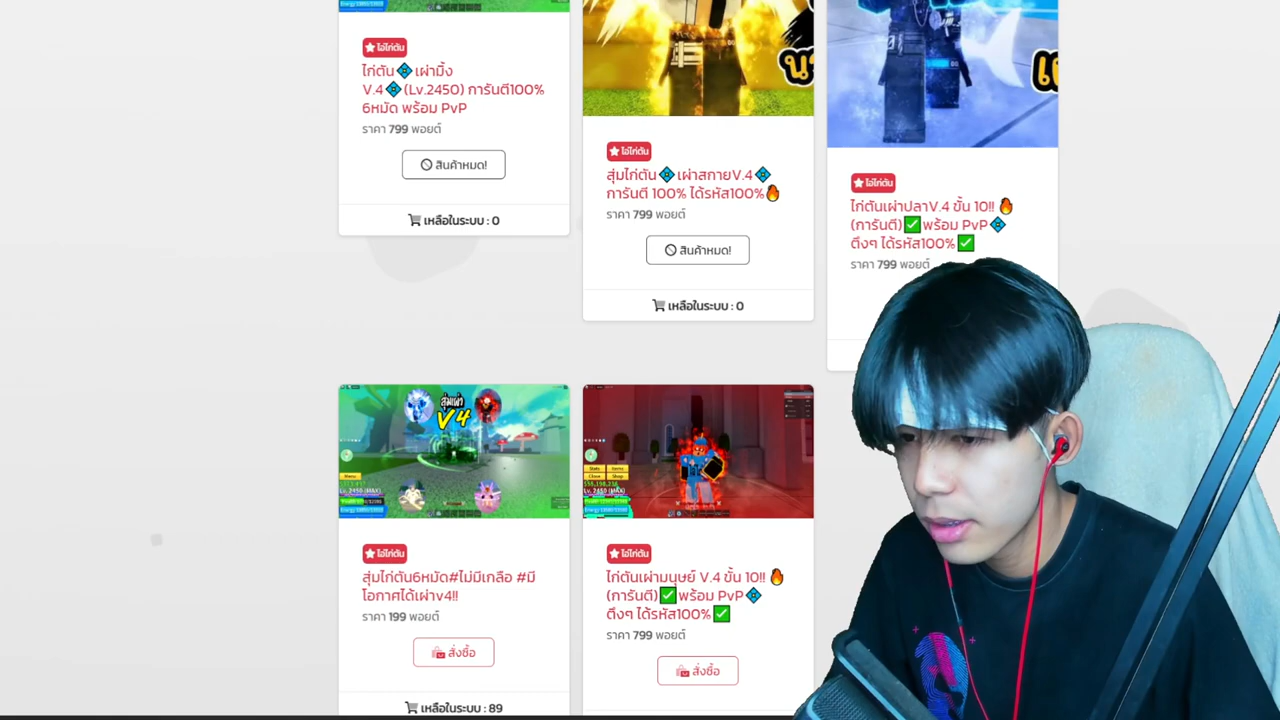 ไอ่ไก่ตัน
ไก่ตัน💠เผ่ามิ้ง
V.4💠(Lv.2450) การันตี100%
6หมัด พร้อม PvP
ราคา 799 พอยต์
สินค้าหมด!
เหลือในระบบ : 0
ไอ่ไก่ตัน
สุ่มไก่ตัน💠เผ่าสกายV.4💠
การันตี 100% ได้รหัส100%🔥
ราคา 799 พอยต์
สินค้าหมด!
เหลือในระบบ : 0
ไอ่ไก่ตัน
ไก่ตันเผ่าปลาV.4 ขั้น 10!! 🔥
(การันตี)✅พร้อม PvP💠
ตึงๆ ได้รหัส100%✅
ราคา 799 พอยต์
สุ่มเผ่า
V4
ไอ่ไก่ตัน
สุ่มไก่ตัน6หมัด#ไม่มีเกลือ #มี
โอกาสได้เผ่าv4!!
ราคา 199 พอยต์
สั่งซื้อ
เหลือในระบบ : 89
ไอ่ไก่ตัน
ไก่ตันเผ่ามนุษย์ V.4 ขั้น 10!! 🔥
(การันตี)✅พร้อม PvP💠
ตึงๆ ได้รหัส100%✅
ราคา 799 พอยต์
สั่งซื้อ